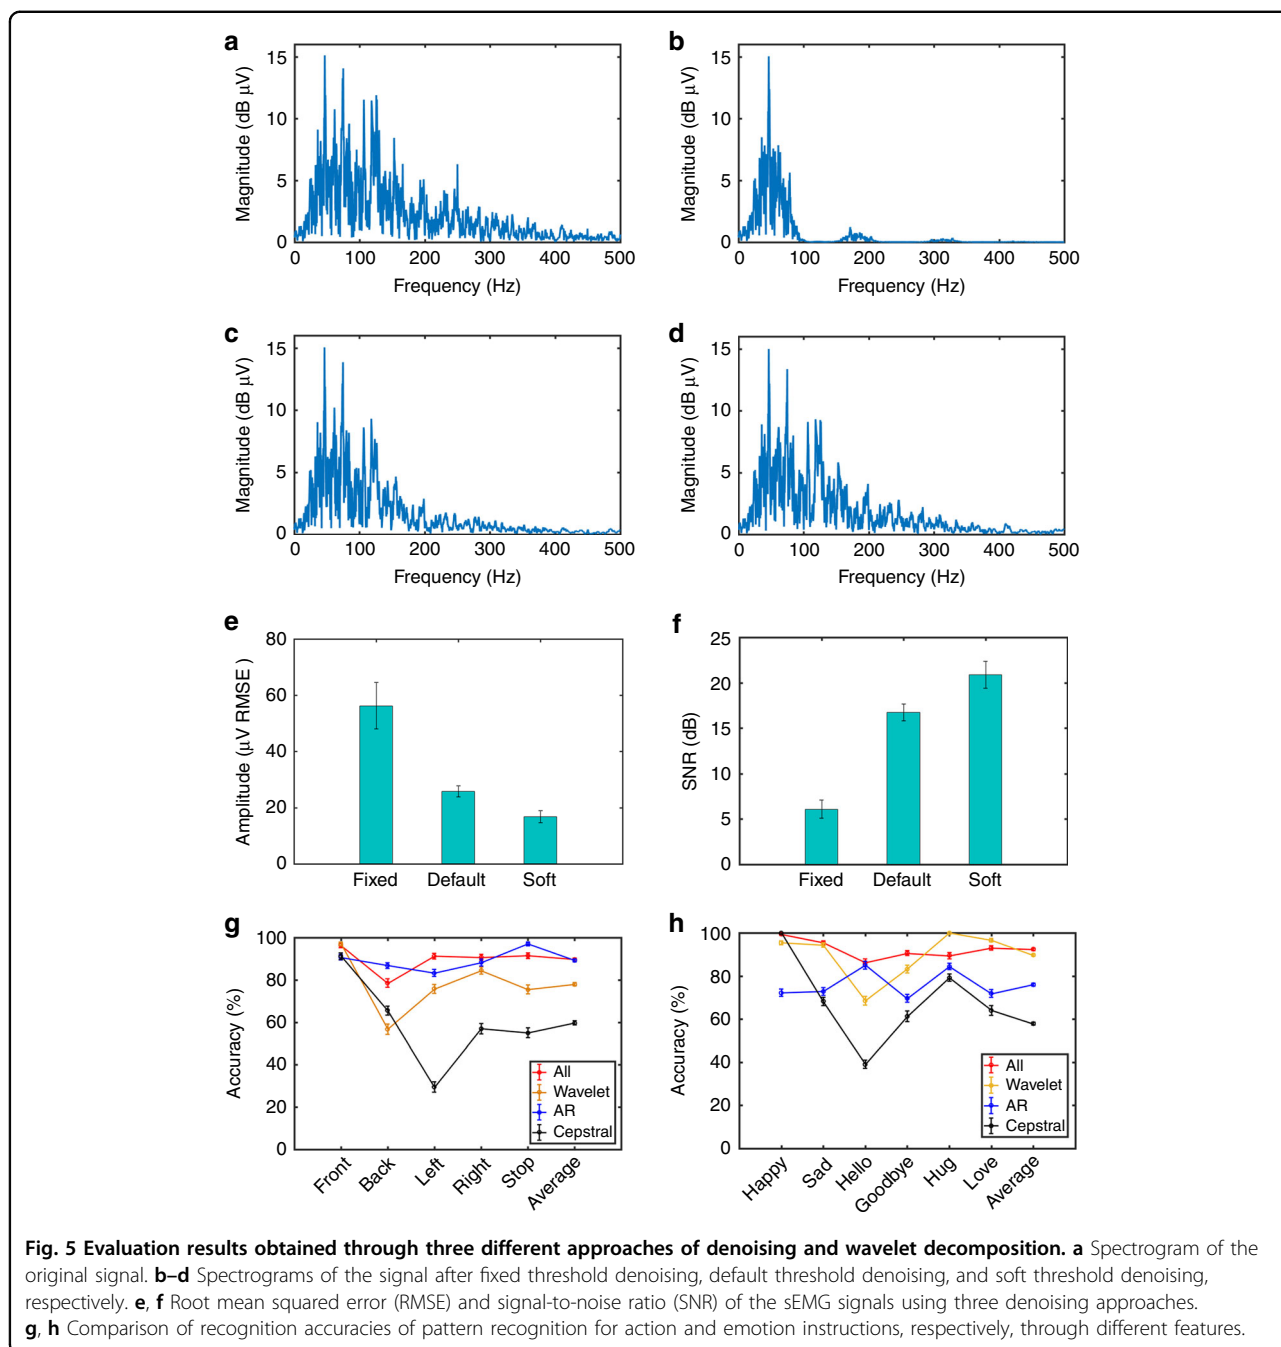 a
15
10
5
0
Magnitude (dB μV)
0 100 200 300 400 500
Frequency (Hz)
b
15
10
5
0
Magnitude (dB μV)
0 100 200 300 400 500
Frequency (Hz)
c
15
10
5
0
Magnitude (dB μV)
0 100 200 300 400 500
Frequency (Hz)
d
15
10
5
0
Magnitude (dB μV)
0 100 200 300 400 500
Frequency (Hz)
e
80
60
40
20
0
Amplitude (μV RMSE )
Fixed Default Soft
f
25
20
15
10
5
0
SNR (dB)
Fixed Default Soft
g
100
80
60
40
20
0
Accuracy (%)
All
Wavelet
AR
Cepstral
Front Back Left Right Stop Average
h
100
80
60
40
20
0
Accuracy (%)
All
Wavelet
AR
Cepstral
Happy Sad Hello Goodbye Hug Love Average
Fig. 5 Evaluation results obtained through three different approaches of denoising and wavelet decomposition. a Spectrogram of the
original signal. b–d Spectrograms of the signal after fixed threshold denoising, default threshold denoising, and soft threshold denoising,
respectively. e, f Root mean squared error (RMSE) and signal-to-noise ratio (SNR) of the sEMG signals using three denoising approaches.
g, h Comparison of recognition accuracies of pattern recognition for action and emotion instructions, respectively, through different features.